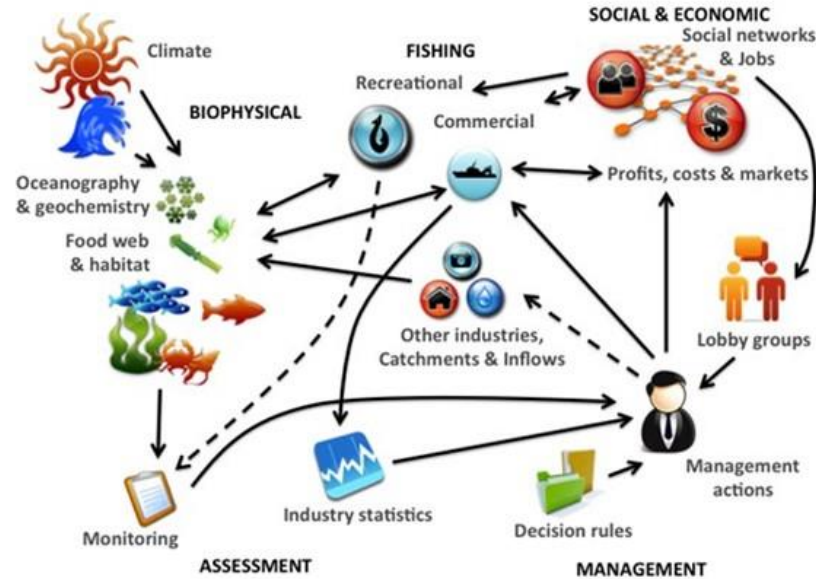 SOCIAL & ECONOMIC
Social networks
& Jobs
Climate
FISHING
Recreational
BIOPHYSICAL
Commercial
$
Oceanography
& geochemistry
Profits, costs & markets
Food web
& habitat
Other industries,
Catchments & Inflows
Lobby groups
Management
actions
Industry statistics
Decision rules
Monitoring
ASSESSMENT
MANAGEMENT